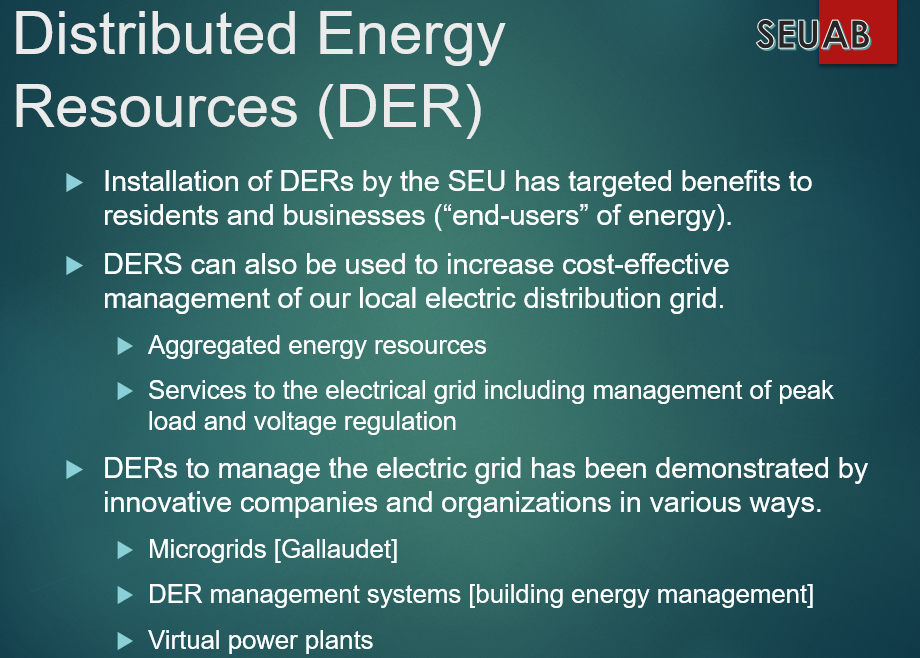 Distributed Energy
Resources (DER)
SEUAB
Installation of DERs by the SEU has targeted benefits to
residents and businesses (“end-users” of energy).
DERS can also be used to increase cost-effective
management of our local electric distribution grid.
Aggregated energy resources
Services to the electrical grid including management of peak
load and voltage regulation
DERs to manage the electric grid has been demonstrated by
innovative companies and organizations in various ways.
Microgrids [Gallaudet]
DER management systems [building energy management]
Virtual power plants